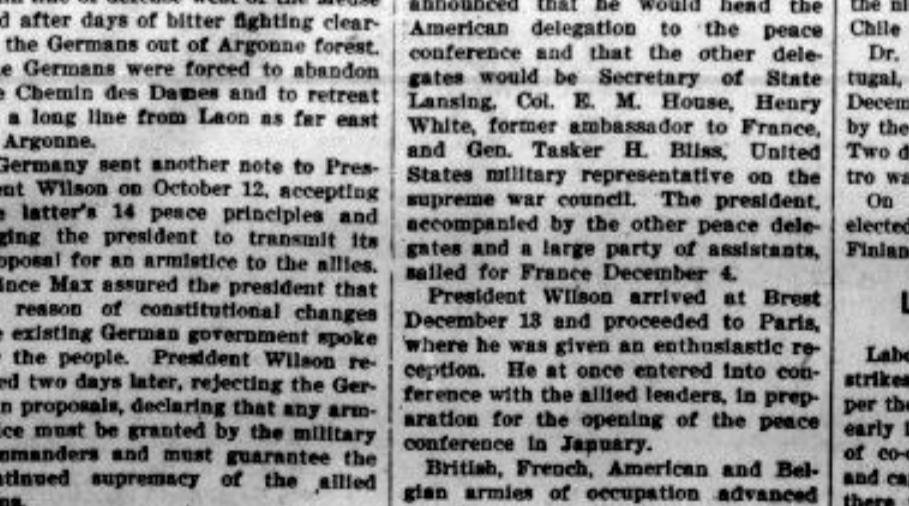 d after days of bitter fighting clear-
the Germans out of Argonne forest.
e Germans were forced to abandon
e Chemin des Dames and to retreat
a long line from Laon as far east
Argonne.
Germany sent another note to Pres-
ent Wilson on October 12, accepting
e latter's 14 peace principles and
ging the president to transmit its
oposal for an armistice to the allies.
ince Max assured the president that
reason of constitutional changes
e existing German government spoke
the people. President Wilson re-
ed two days later, rejecting the Ger-
n proposals, declaring that any arm-
ice must be granted by the military
mmanders and must guarantee the
ntinued supremacy of the allied
announced that he would head the
American delegation to the peace
conference and that the other dele-
gates would be Secretary of State
Lansing, Col. E. M. House, Henry
White, former ambassador to France,
and Gen. Tasker H. Bliss, United
States military representative on the
supreme war council. The president,
accompanied by the other peace dele-
gates and a large party of assistants,
sailed for France December 4.
President Wilson arrived at Brest
December 13 and proceeded to Paris,
where he was given an enthusiastic re-
ception. He at once entered into con-
ference with the allied leaders, in prep-
aration for the opening of the peace
conference in January.
British, French, American and Bel-
gian armies of occupation advanced
Chile
Dr.
tugal,
Decem
by the
Two d
tro wa
On
elected
Finlan
L
Labo
strikes
per the
early
of co-
and ca
there